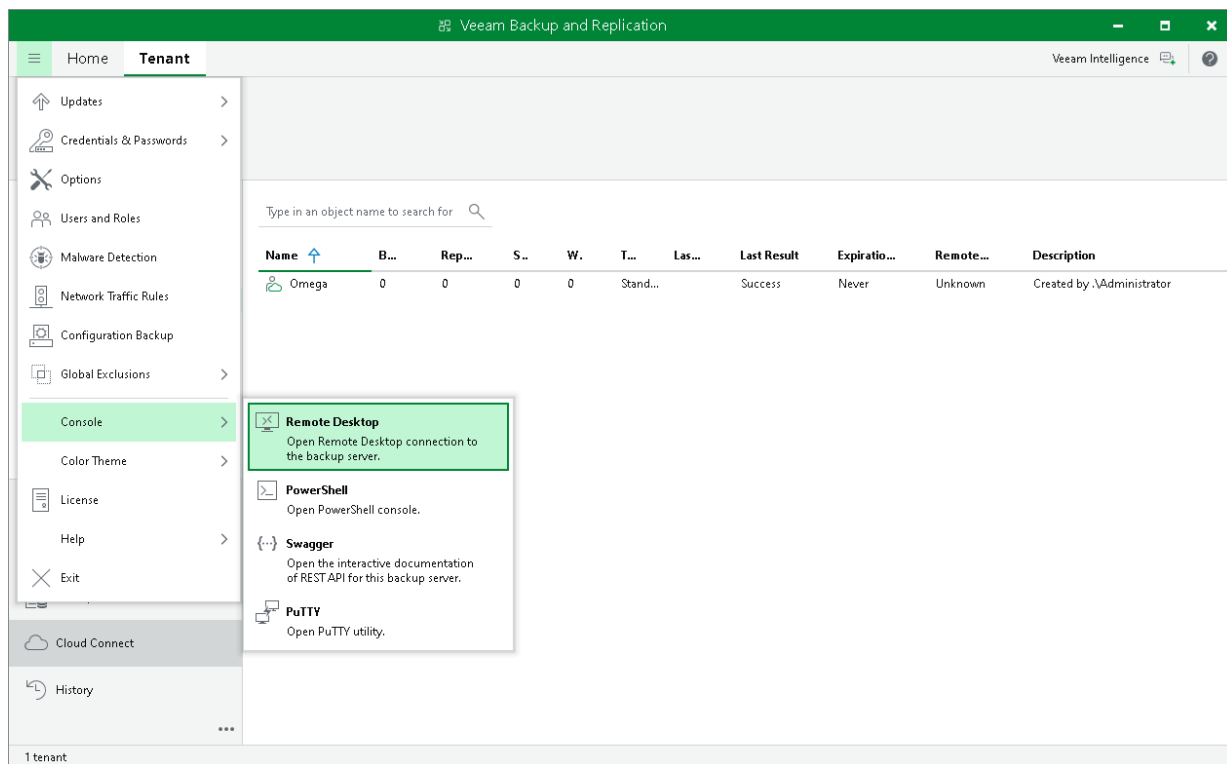 Veeam Backup and Replication
Home Tenant Veeam Intelligence
Updates
Credentials & Passwords
Options
Users and Roles
Malware Detection
Network Traffic Rules
Configuration Backup
Global Exclusions
Console
Color Theme
License
Help
Exit
Type in an object name to search for
Name B... Rep... S.. W. T... Las... Last Result Expiratio... Remote... Description
Omega 0 0 0 0 Stand... Success Never Unknown Created by .\Administrator
Remote Desktop
Open Remote Desktop connection to
the backup server.
PowerShell
Open PowerShell console.
Swagger
Open the interactive documentation
of REST API for this backup server.
PuTTY
Open PuTTY utility.
Cloud Connect
History
1 tenant